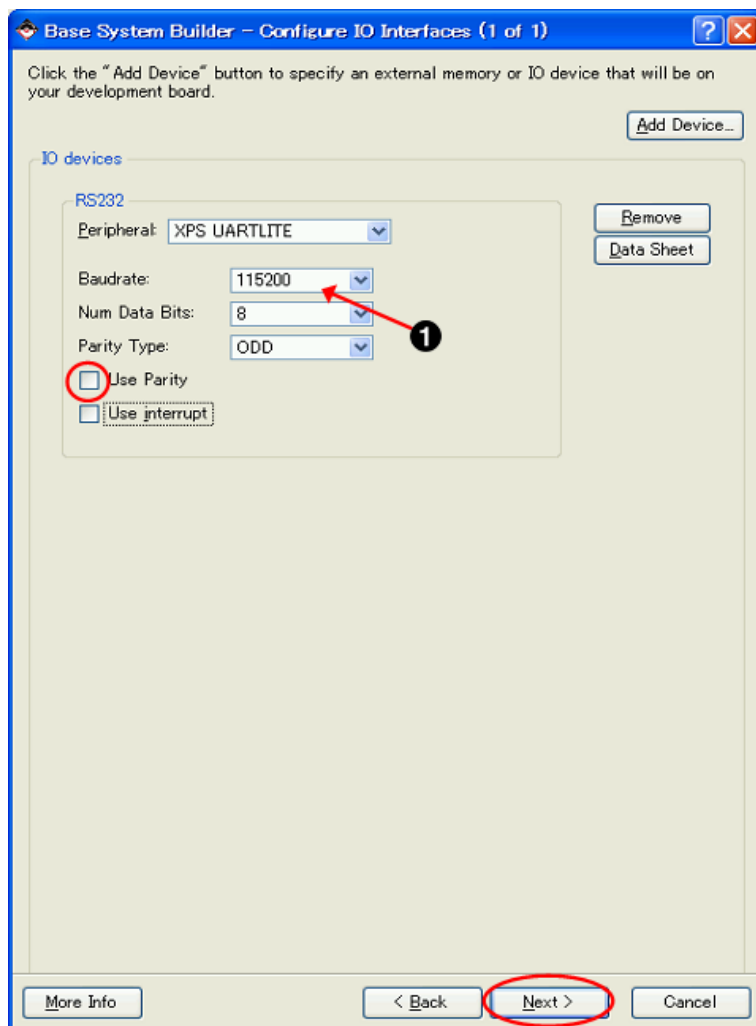 Base System Builder - Configure IO Interfaces (1 of 1)
Click the "Add Device" button to specify an external memory or IO device that will be on
your development board.
Add Device...
IO devices
RS232
Peripheral: XPS UARTLITE
Remove
Data Sheet
Baudrate: 115200
Num Data Bits: 8
❶
Parity Type: ODD
Use Parity
Use interrupt
More Info
< Back
Next >
Cancel